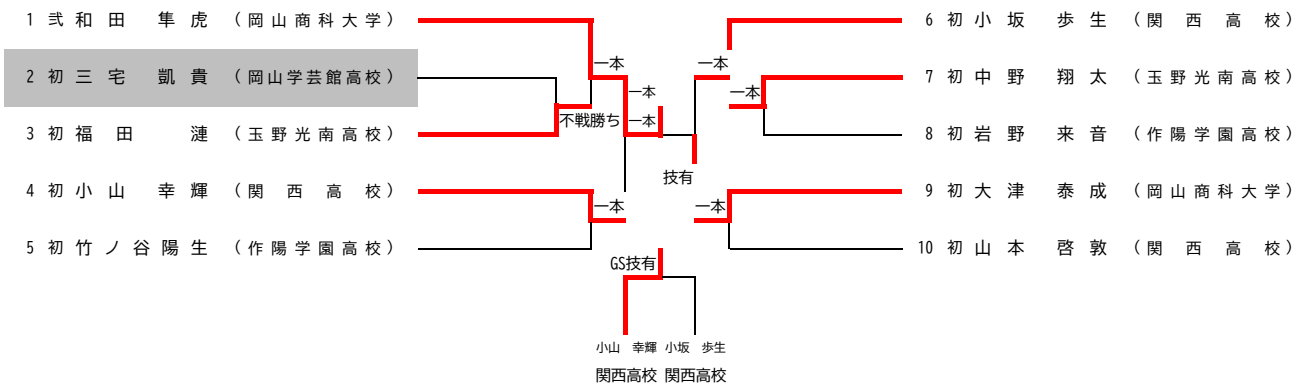 1 弐 和田 隼虎 (岡山商科大学)
2 初 三宅 凱貴 (岡山学芸館高校)
3 初 福田 漣 (玉野光南高校)
4 初 小山 幸輝 (関西高校)
5 初 竹ノ谷陽生 (作陽学園高校)
一本
不戦勝ち
一本
一本
一本
技有
一本
一本
一本
6 初 小坂 歩生 (関西高校)
7 初 中野 翔太 (玉野光南高校)
8 初 岩野 来音 (作陽学園高校)
9 初 大津 泰成 (岡山商科大学)
10 初 山本 啓敦 (関西高校)
GS技有
小山 幸輝 小坂 歩生
関西高校 関西高校